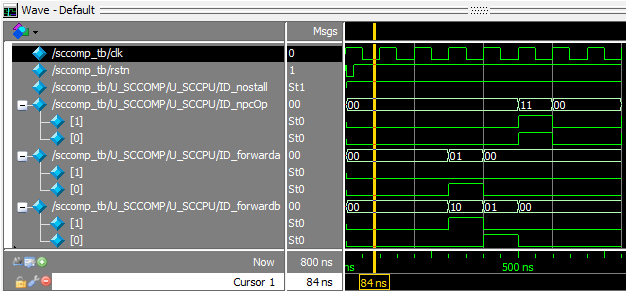 Wave - Default
Msgs
/sccomp_tb/clk 0
/sccomp_tb/rstn 1
/sccomp_tb/U_SCCOMP/U_SCCPU/ID_nostall St1
/sccomp_tb/U_SCCOMP/U_SCCPU/ID_npcOp 00 00 11 00
[1] St0
[0] St0
/sccomp_tb/U_SCCOMP/U_SCCPU/ID_forwarda 00 00 01 00
[1] St0
[0] St0
/sccomp_tb/U_SCCOMP/U_SCCPU/ID_forwardb 00 00 10 01 00
[1] St0
[0] St0
Now 800 ns ns 500 ns
Cursor 1 84 ns 84 ns